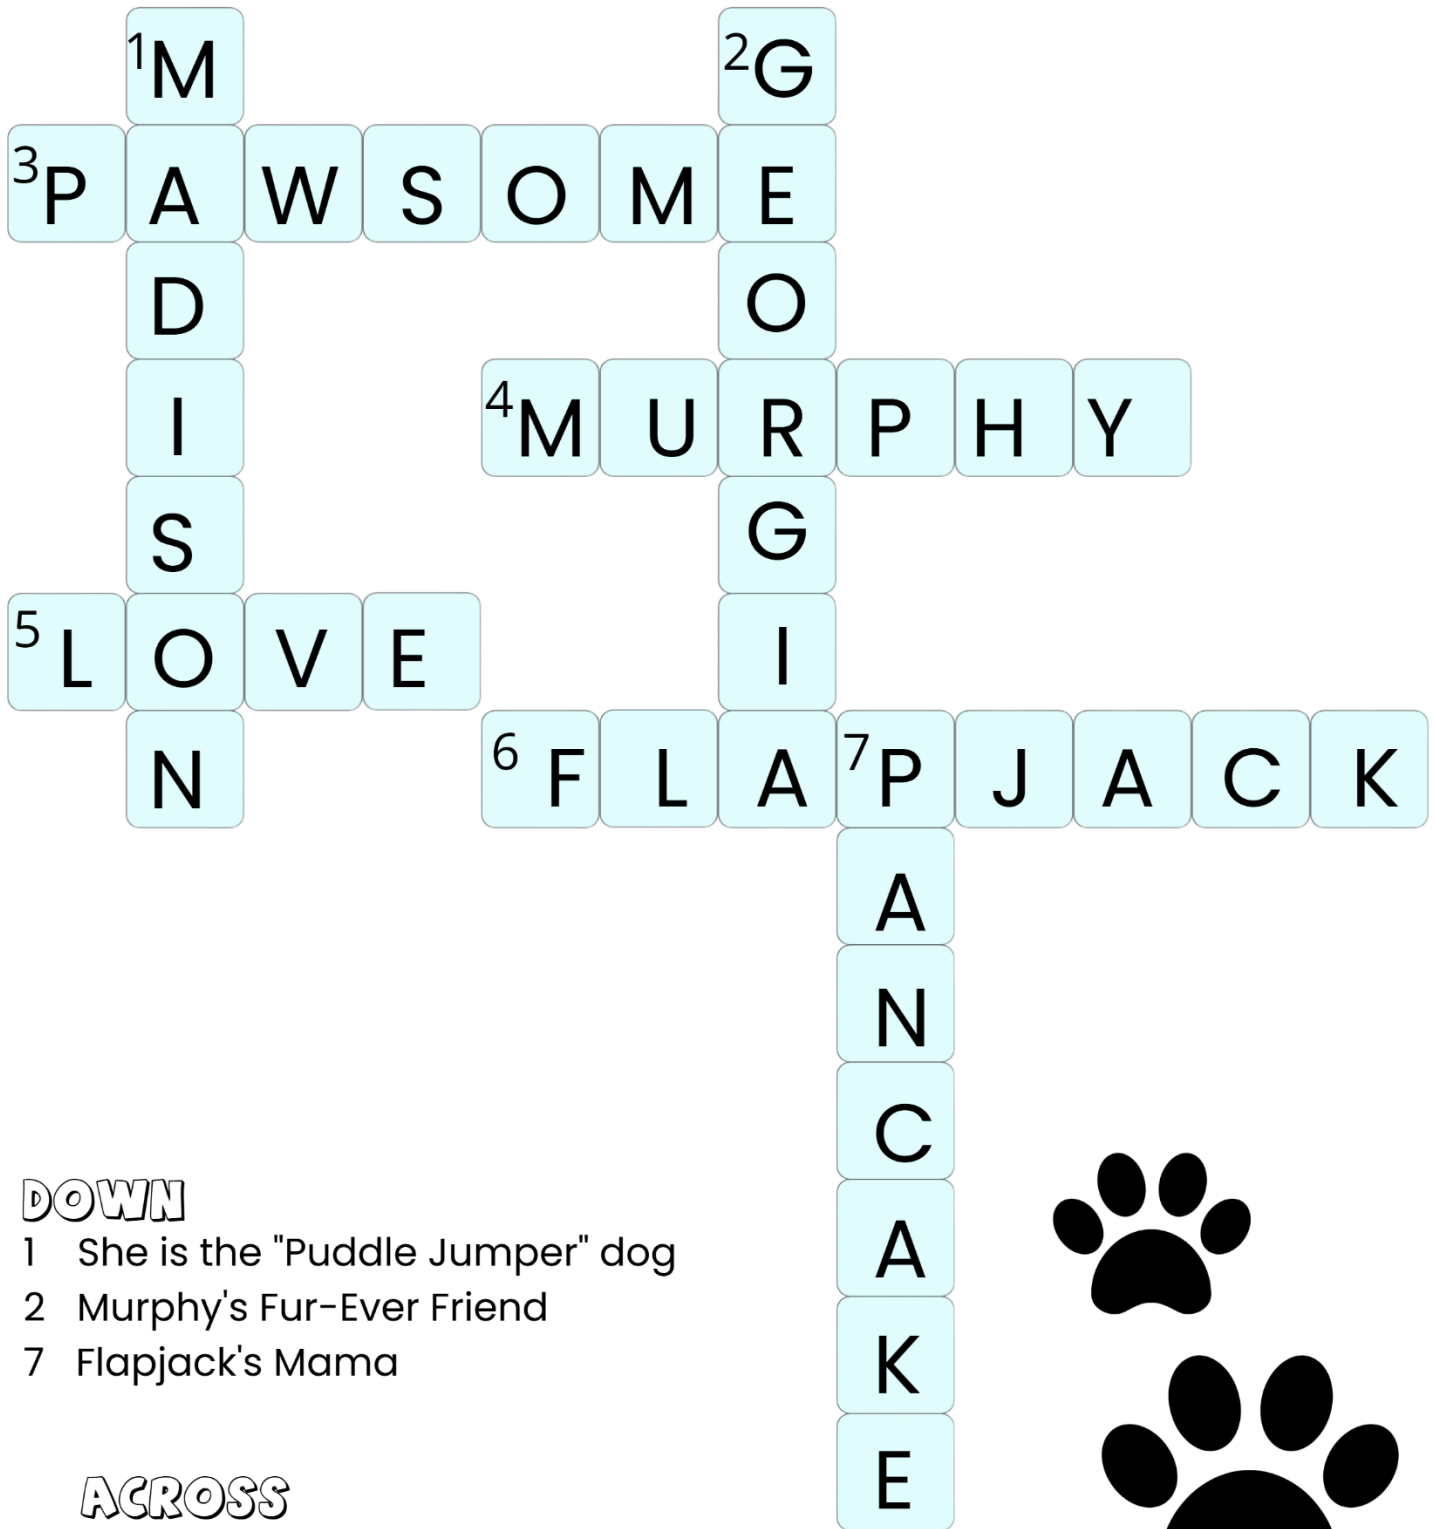 1M 2G
3P A W S O M E
D O
I 4M U R P H Y
S G
5L O V E I
N 6F L A 7P J A C K
A
N
C
A
K
E
DOWN
1 She is the "Puddle Jumper" dog
2 Murphy's Fur-Ever Friend
7 Flapjack's Mama
ACROSS